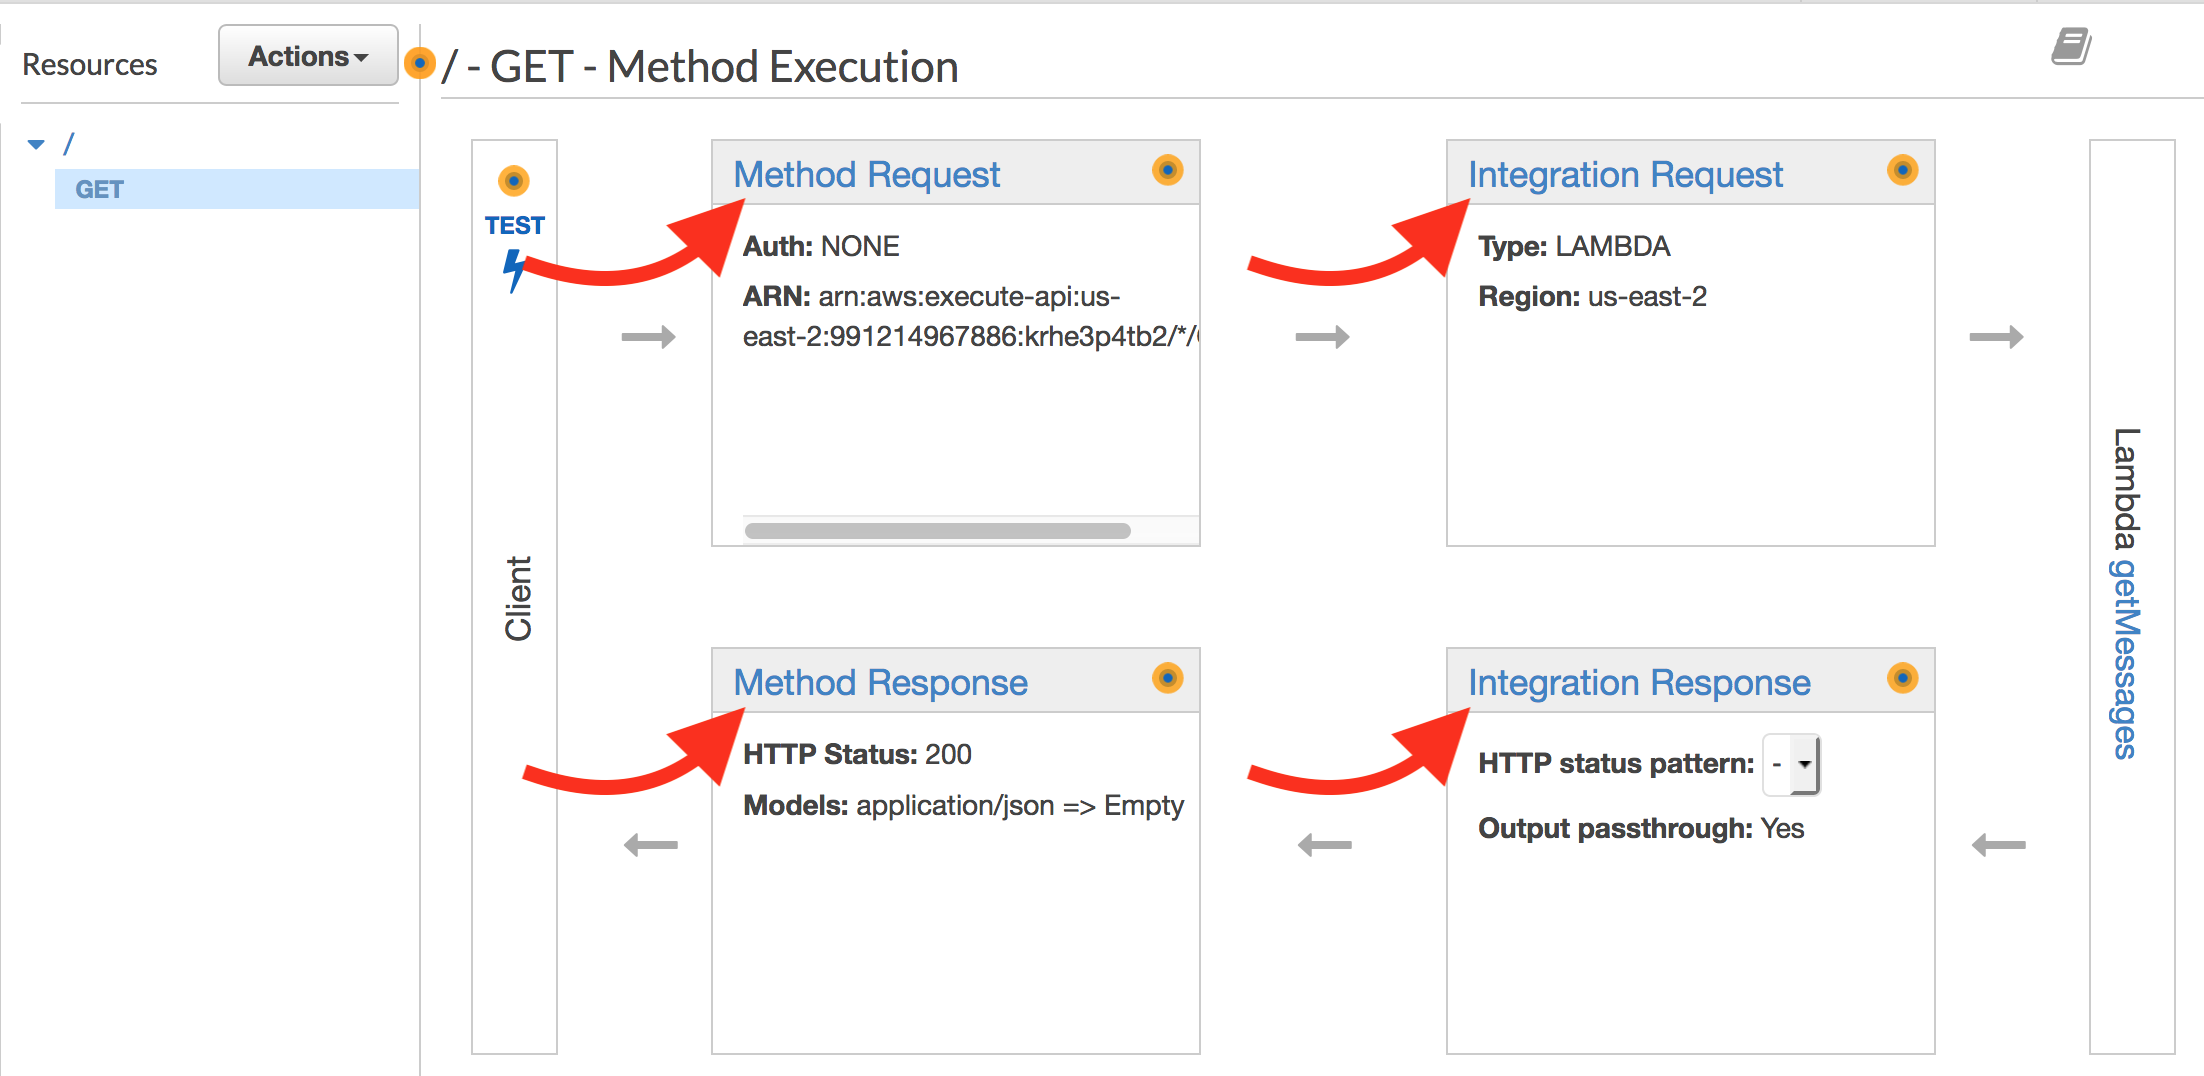 Resources
Actions
/ - GET - Method Execution
/
GET
TEST
Client
Method Request
Auth: NONE
ARN: arn:aws:execute-api:us-
east-2:991214967886:krhe3p4tb2/*/
Integration Request
Type: LAMBDA
Region: us-east-2
Method Response
HTTP Status: 200
Models: application/json => Empty
Integration Response
HTTP status pattern: -
Output passthrough: Yes
Lambda getMessages